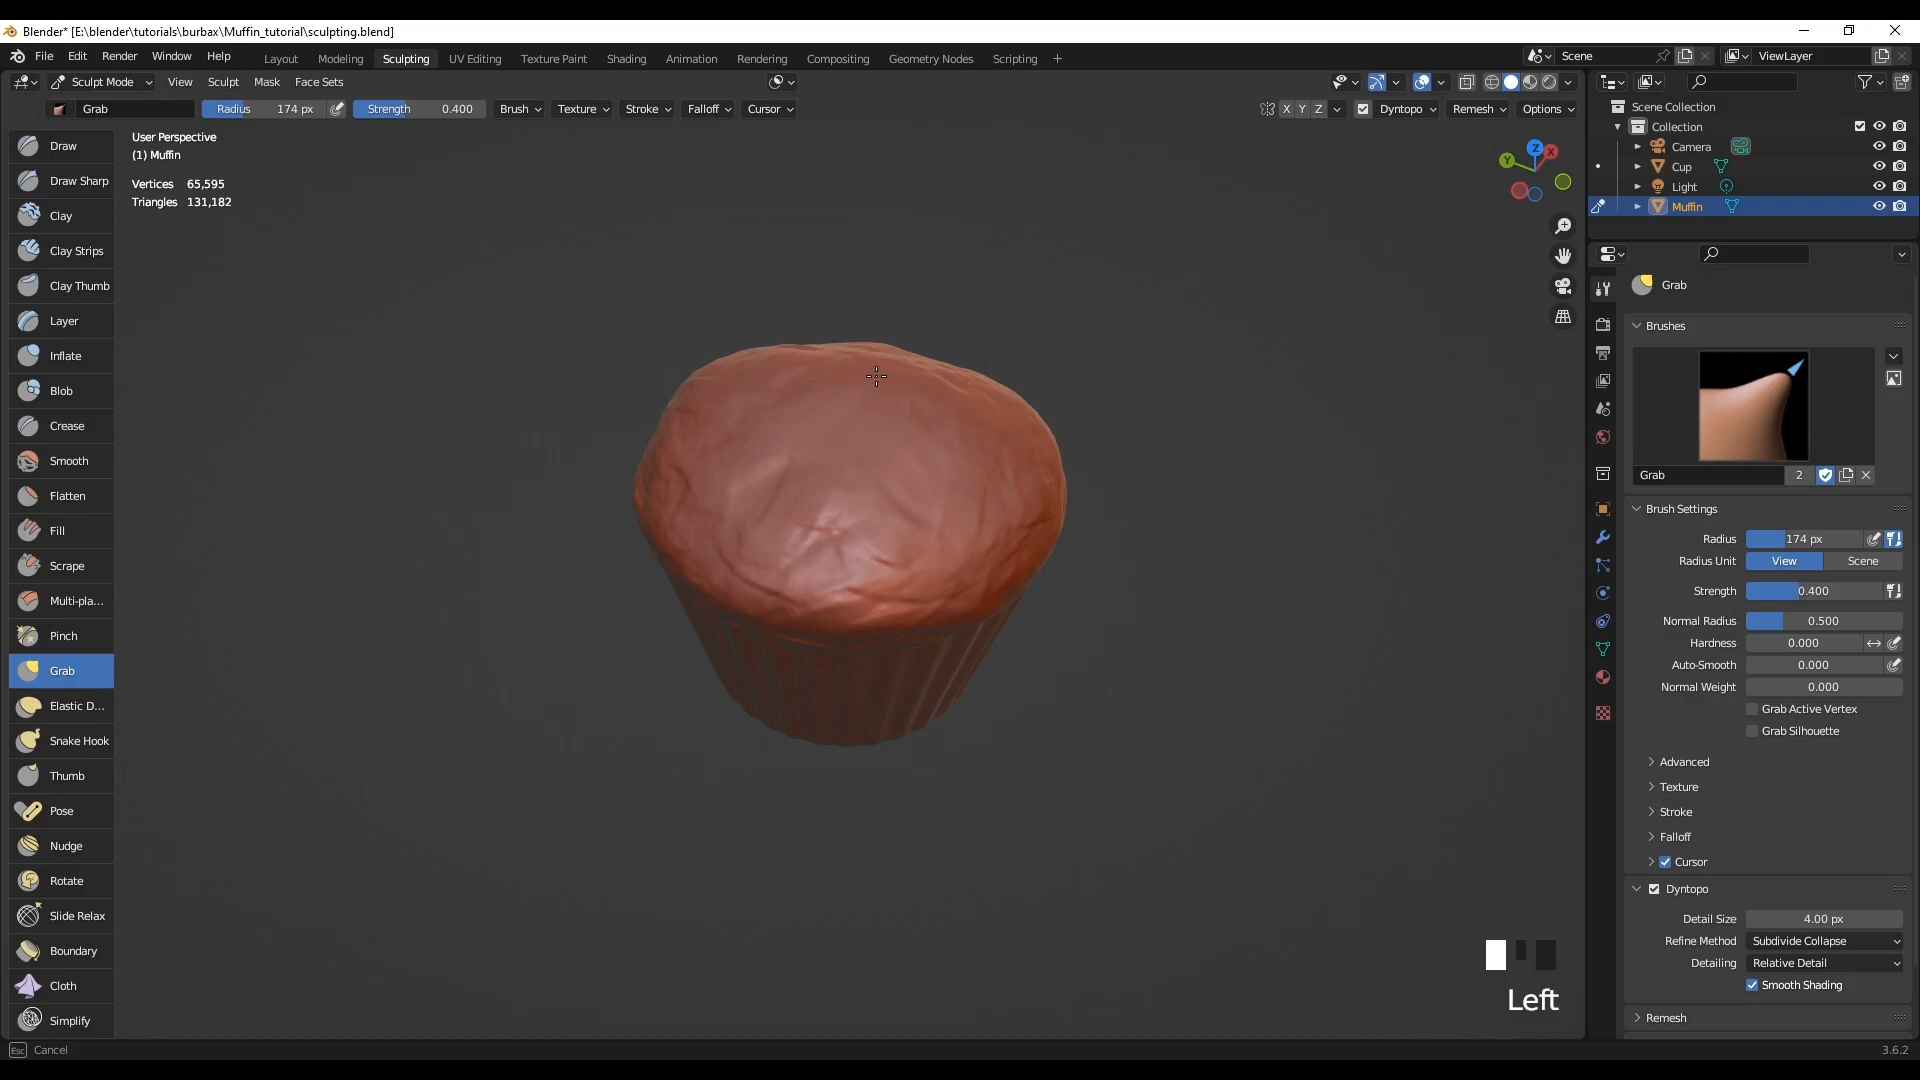 Blender* [E:\blender\tutorials\burbax\Muffin_tutorial\sculpting.blend]
File Edit Render Window Help Layout Modeling Sculpting UV Editing Texture Paint Shading Animation Rendering Compositing Geometry Nodes Scripting + Scene ViewLayer
Sculpt Mode View Sculpt Mask Face Sets
Grab Radius 174 px Strength 0.400 Brush Texture Stroke Falloff Cursor X Y Z Dyntopo Remesh Options
User Perspective
(1) Muffin
Vertices 65,595
Triangles 131,182
Draw
Draw Sharp
Clay
Clay Strips
Clay Thumb
Layer
Inflate
Blob
Crease
Smooth
Flatten
Fill
Scrape
Multi-pla...
Pinch
Grab
Elastic D...
Snake Hook
Thumb
Pose
Nudge
Rotate
Slide Relax
Boundary
Cloth
Simplify
Z X Y
Left
Scene Collection
Collection
Camera
Cup
Light
Muffin
Grab
Brushes
Grab 2
Brush Settings
Radius 174 px
Radius Unit View Scene
Strength 0.400
Normal Radius 0.500
Hardness 0.000
Auto-Smooth 0.000
Normal Weight 0.000
Grab Active Vertex
Grab Silhouette
Advanced
Texture
Stroke
Falloff
Cursor
Dyntopo
Detail Size 4.00 px
Refine Method Subdivide Collapse
Detailing Relative Detail
Smooth Shading
Remesh
Esc Cancel
3.6.2